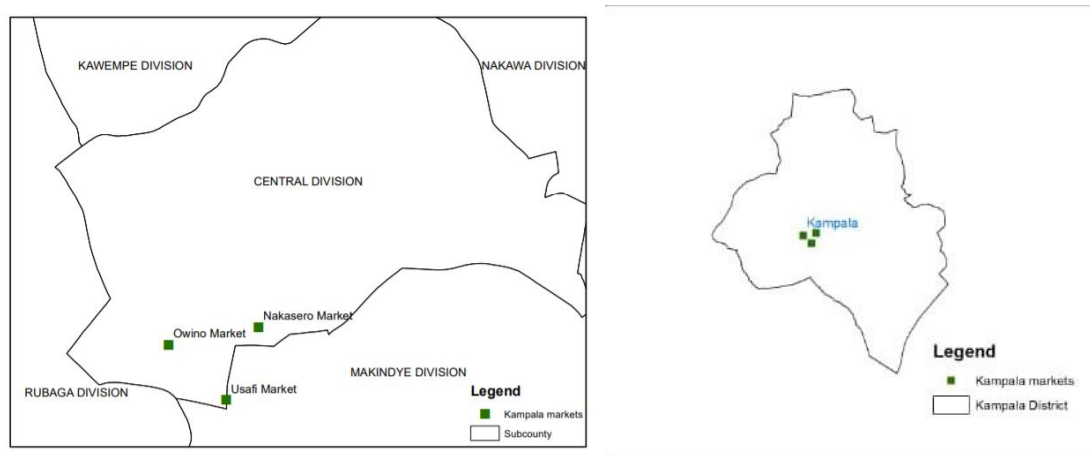 KAWEMPE DIVISION
NAKAWA DIVISION
CENTRAL DIVISION
Nakasero Market
Owino Market
MAKINDYE DIVISION
RUBAGA DIVISION
Usafi Market
Legend
Kampala markets
Subcounty
Kampala
Legend
Kampala markets
Kampala District